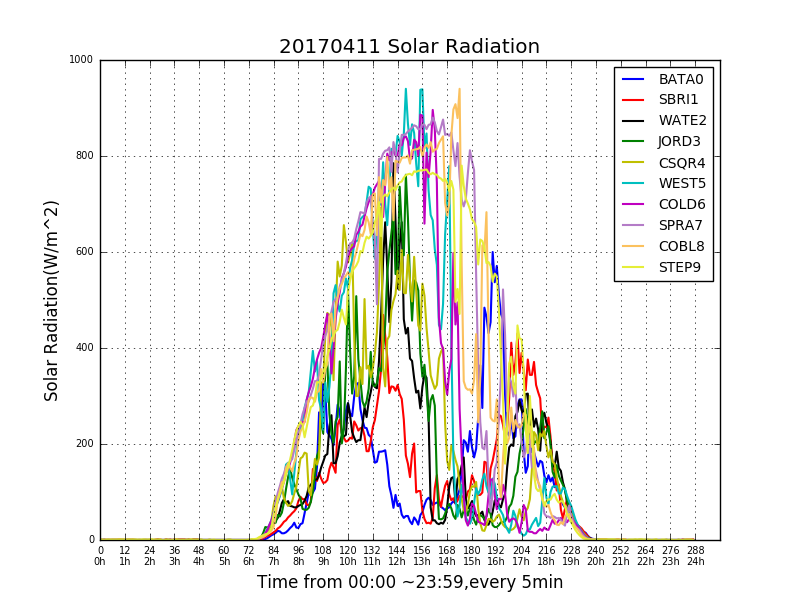 20170411 Solar Radiation
Solar Radiation(W/m^2)
1000
800
600
400
200
0
BATA0
SBRI1
WATE2
JORD3
CSQR4
WEST5
COLD6
SPRA7
COBL8
STEP9
0 12 24 36 48 60 72 84 96 108 120 132 144 156 168 180 192 204 216 228 240 252 264 276 288
0h 1h 2h 3h 4h 5h 6h 7h 8h 9h 10h 11h 12h 13h 14h 15h 16h 17h 18h 19h 20h 21h 22h 23h 24h
Time from 00:00 ~23:59,every 5min